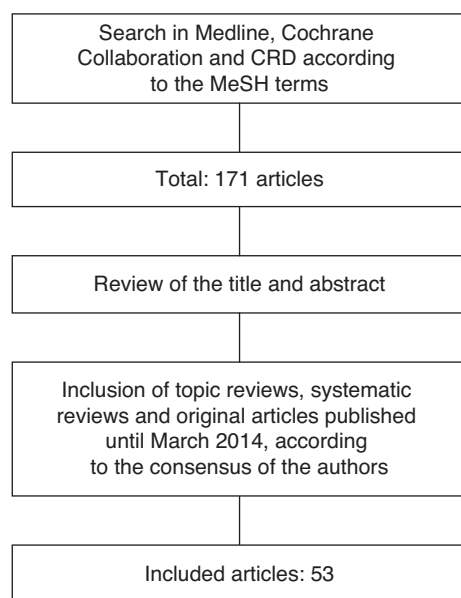 Search in Medline, Cochrane
Collaboration and CRD according
to the MeSH terms
Total: 171 articles
Review of the title and abstract
Inclusion of topic reviews, systematic
reviews and original articles published
until March 2014, according
to the consensus of the authors
Included articles: 53